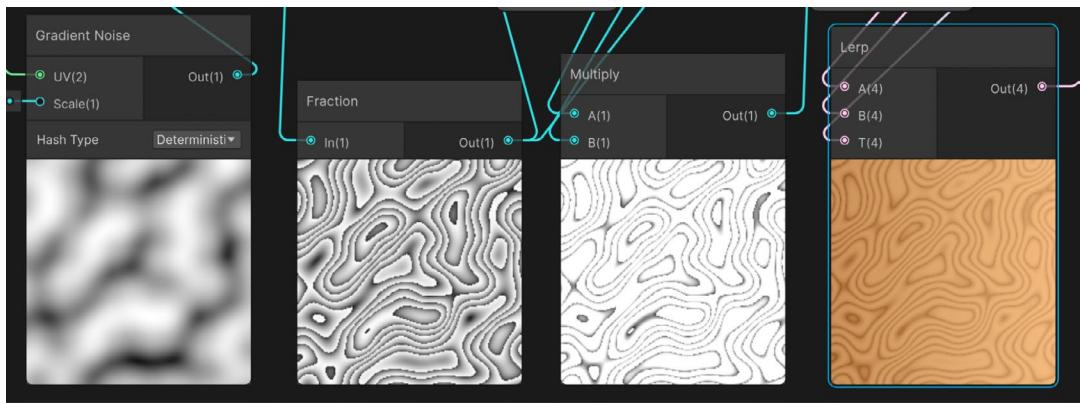 Gradient Noise
UV(2)
Out(1)
Scale(1)
Hash Type
Deterministi
Fraction
In(1)
Out(1)
Multiply
A(1)
Out(1)
B(1)
Lerp
A(4)
Out(4)
B(4)
T(4)